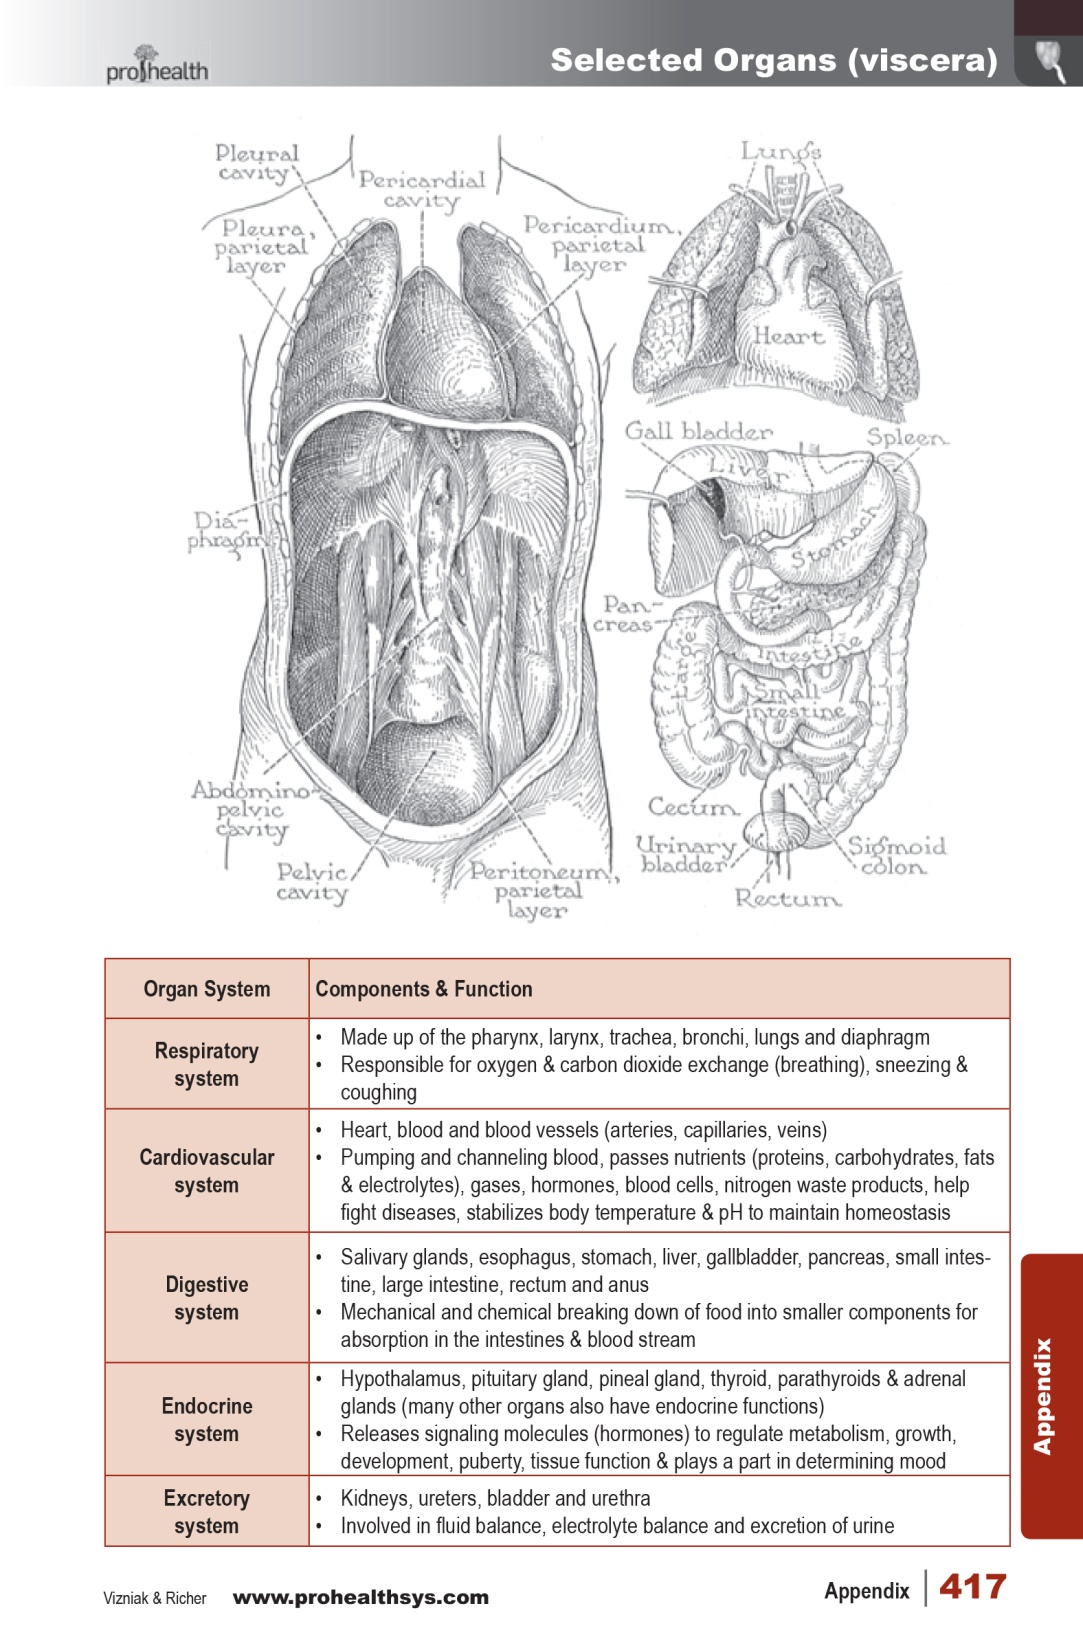 prohealth
Selected Organs (viscera)
Pleural
cavity
Pericardial
cavity
Pleura,
parietal
layer
Pericardium,
parietal
layer
Lungs
Heart
Gall bladder
Spleen
Liver
Stomach
Dia-
phragm
Pan-
creas
Large
Intestine
Small
intestine
Abdomino-
pelvic
cavity
Cecum
Urinary
bladder
Sigmoid
colon
Rectum
Pelvic
cavity
Peritoneum,
parietal
layer
Organ System
Components & Function
Respiratory
system
• Made up of the pharynx, larynx, trachea, bronchi, lungs and diaphragm
• Responsible for oxygen & carbon dioxide exchange (breathing), sneezing &
coughing
Cardiovascular
system
• Heart, blood and blood vessels (arteries, capillaries, veins)
• Pumping and channeling blood, passes nutrients (proteins, carbohydrates, fats
& electrolytes), gases, hormones, blood cells, nitrogen waste products, help
fight diseases, stabilizes body temperature & pH to maintain homeostasis
Digestive
system
• Salivary glands, esophagus, stomach, liver, gallbladder, pancreas, small intes-
tine, large intestine, rectum and anus
• Mechanical and chemical breaking down of food into smaller components for
absorption in the intestines & blood stream
Endocrine
system
• Hypothalamus, pituitary gland, pineal gland, thyroid, parathyroids & adrenal
glands (many other organs also have endocrine functions)
• Releases signaling molecules (hormones) to regulate metabolism, growth,
development, puberty, tissue function & plays a part in determining mood
Excretory
system
• Kidneys, ureters, bladder and urethra
• Involved in fluid balance, electrolyte balance and excretion of urine
Appendix
Vizniak & Richer www.prohealthsys.com
Appendix | 417